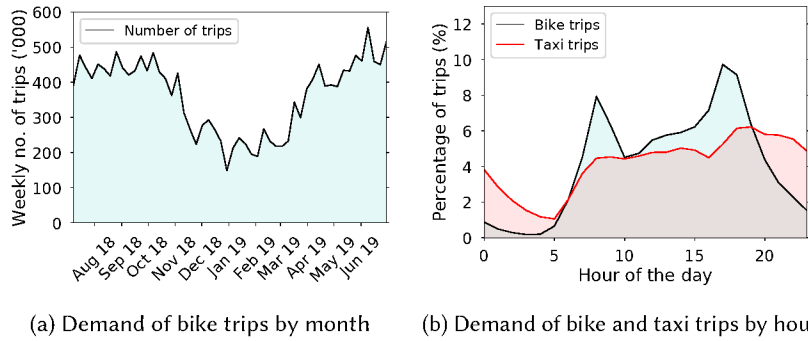 Number of trips
Weekly no. of trips ('000)
600
500
400
300
200
100
0
Aug 18
Sep 18
Oct 18
Nov 18
Dec 18
Jan 19
Feb 19
Mar 19
Apr 19
May 19
Jun 19
(a) Demand of bike trips by month
Bike trips
Taxi trips
Percentage of trips (%)
12
10
8
6
4
2
0
0 5 10 15 20
Hour of the day
(b) Demand of bike and taxi trips by hou